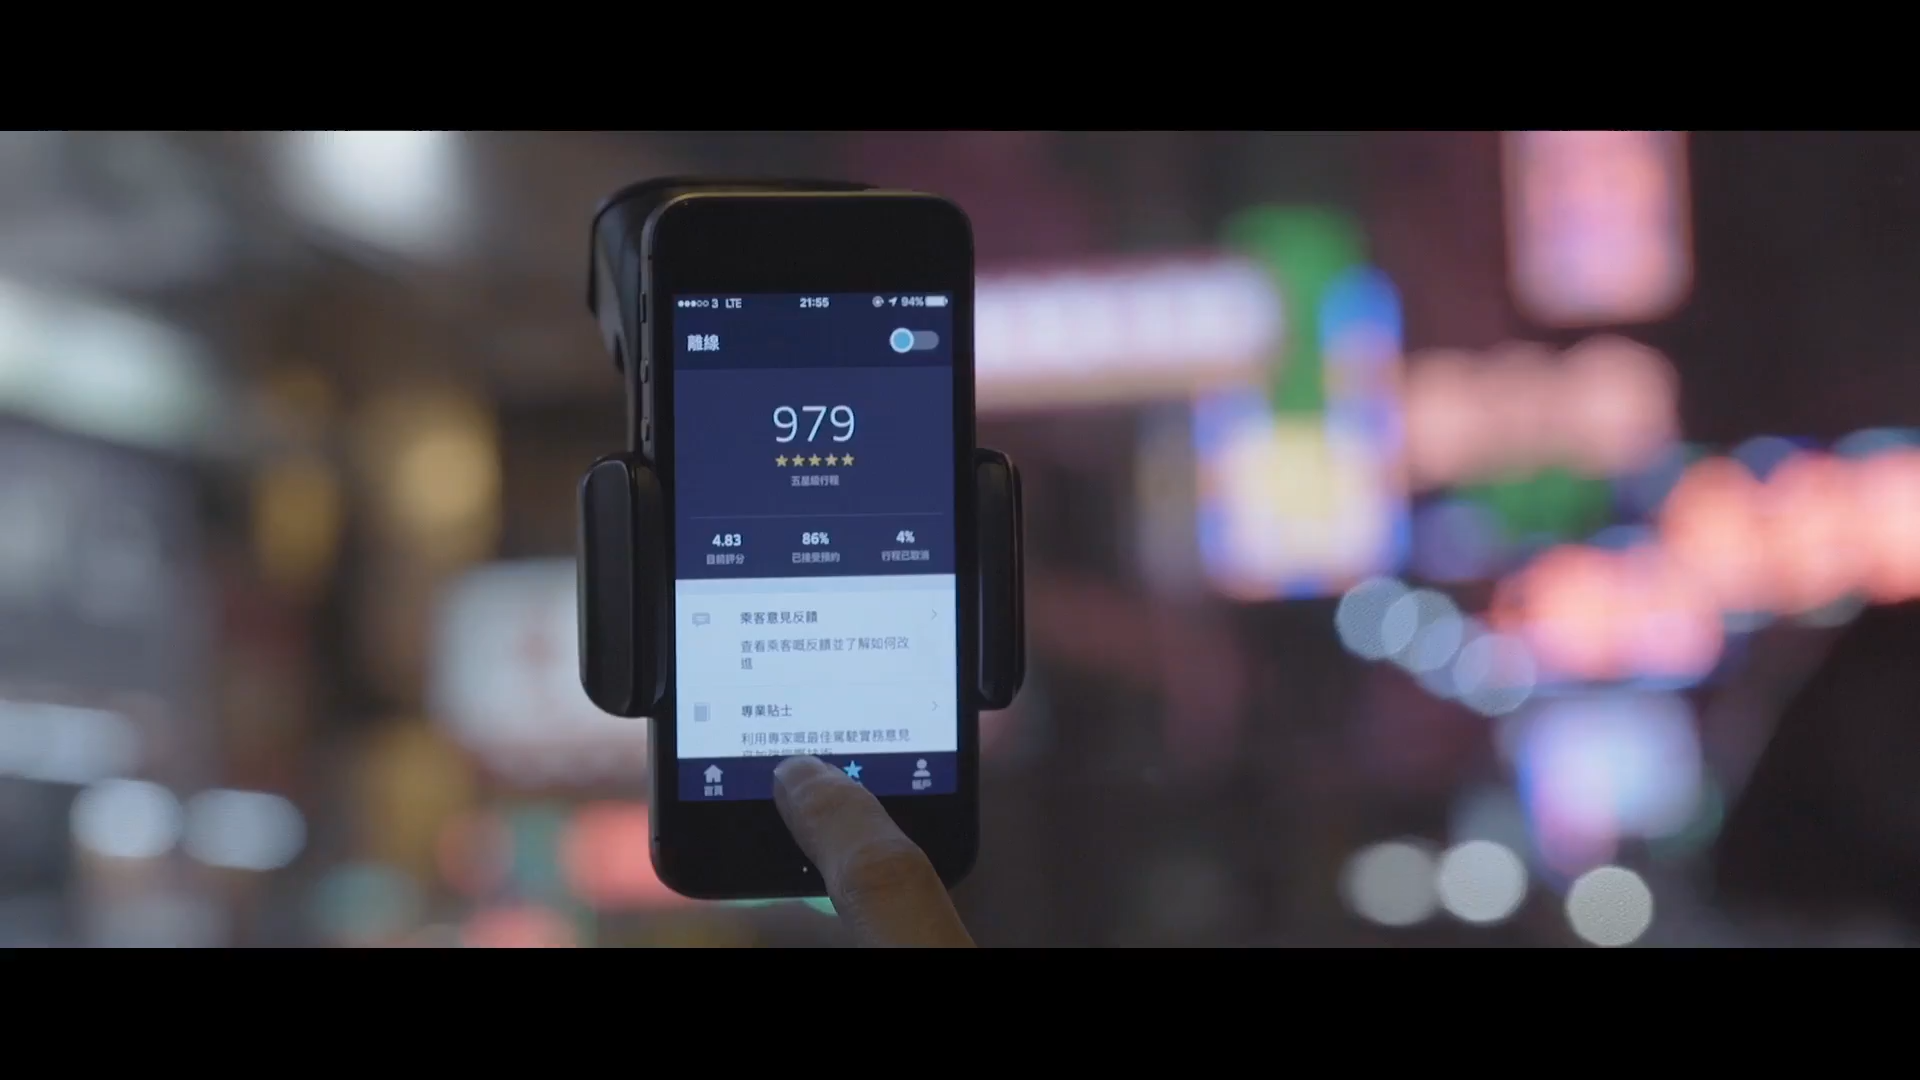 3 LTE 21:55 94%
離線
979
五星級行程
4.83 86% 4%
目前評分 已接受預約 行程已取消
乘客意見反饋
查看乘客嘅反饋並了解如何改
進
專業貼士
利用專家嘅最佳駕駛實務意見
首頁 帳戶